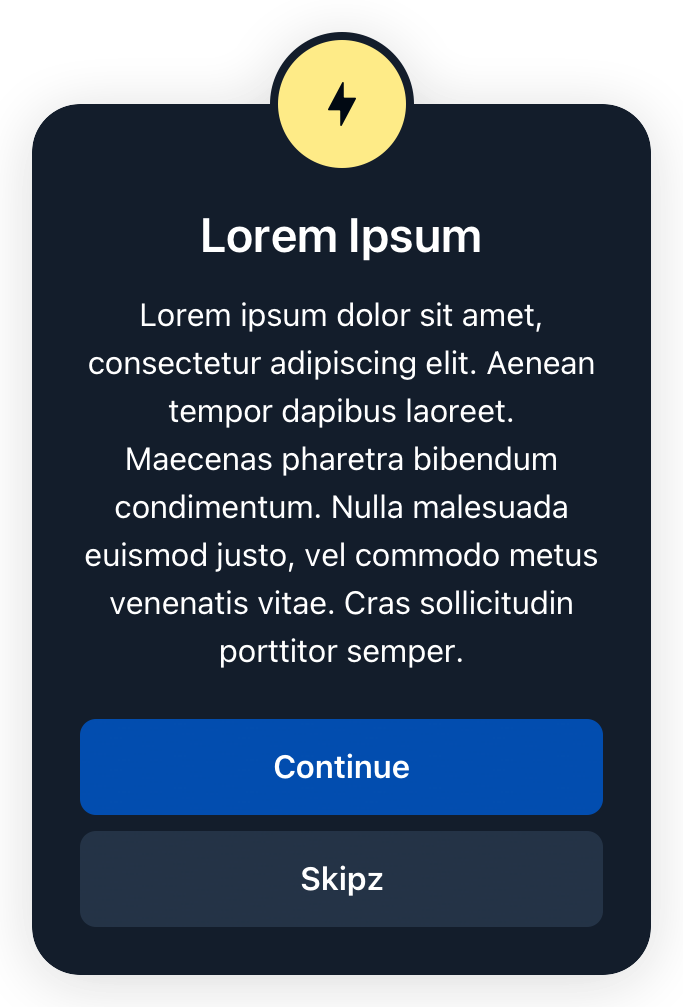 Lorem Ipsum
Lorem ipsum dolor sit amet,
consectetur adipiscing elit. Aenean
tempor dapibus laoreet.
Maecenas pharetra bibendum
condimentum. Nulla malesuada
euismod justo, vel commodo metus
venenatis vitae. Cras sollicitudin
porttitor semper.
Continue
Skipz